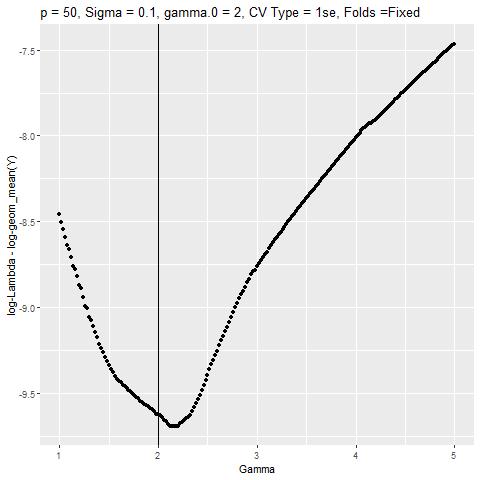 p = 50, Sigma = 0.1, gamma.0 = 2, CV Type = 1se, Folds =Fixed
-7.5
-8.0
-8.5
-9.0
-9.5
log-Lambda - log-geom_mean(Y)
1 2 3 4 5
Gamma